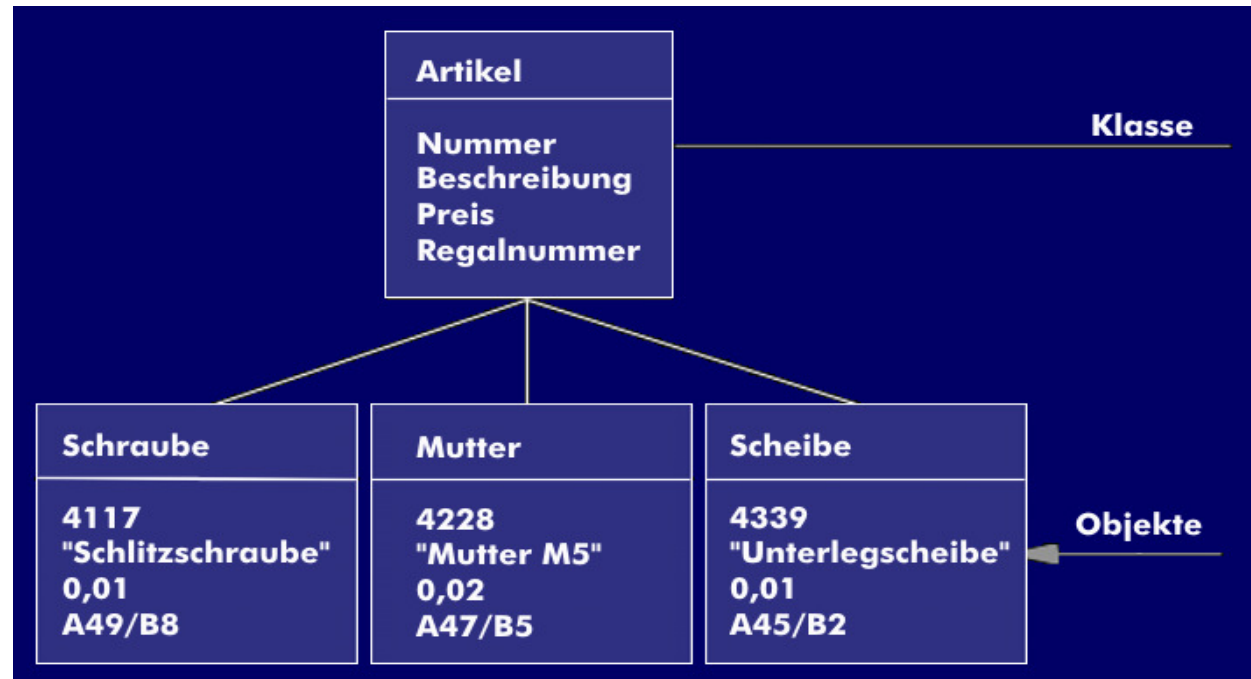 Artikel
Nummer
Beschreibung
Preis
Regalnummer
Klasse
Schraube
4117
"Schlitzschraube"
0,01
A49/B8
Mutter
4228
"Mutter M5"
0,02
A47/B5
Scheibe
4339
"Unterlegscheibe"
0,01
A45/B2
Objekte